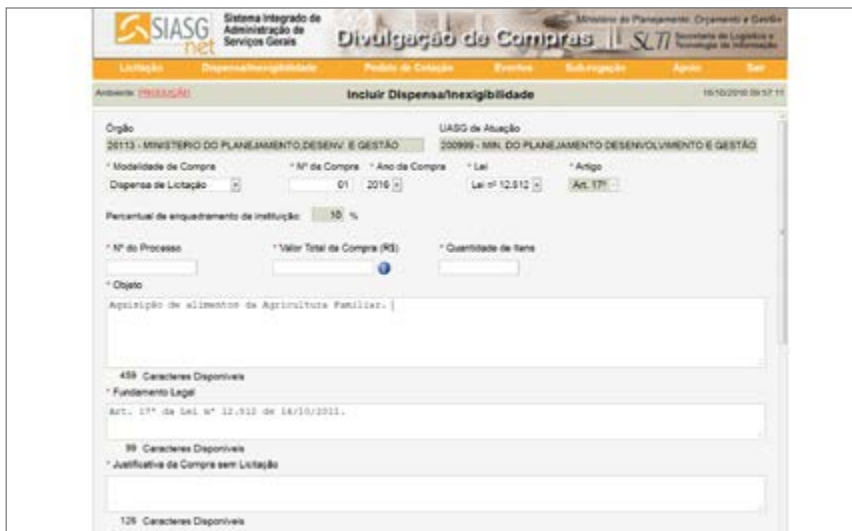 SIASG
net
Sistema Integrado de
Administração de
Serviços Gerais
Divulgação de Compras
Ministério do Planejamento, Orçamento e Gestão
SLTI
Secretaria de Logística e
Tecnologia da Informação
Licitação Dispensa/Inexigibilidade Pedido de Cotação Eventos Sub-rogação Apoio Sair
Ambiente: PRODUÇÃO
Incluir Dispensa/Inexigibilidade
Órgão UASG de Atuação
20113 - MINISTERIO DO PLANEJAMENTO,DESENV. E GESTÃO 200999 - MIN. DO PLANEJAMENTO DESENVOLVIMENTO E GESTÃO
* Modalidade de Compra * Nº da Compra * Ano da Compra * Lei * Artigo
Dispensa de Licitação 01 2016 Lei nº 12.512 Art. 17º
Percentual de enquadramento da instituição: 10 %
* Nº do Processo * Valor Total da Compra (R$) * Quantidade de Itens
* Objeto
Aquisição de alimentos da Agricultura Familiar.
459 Caracteres Disponíveis
* Fundamento Legal
Art. 17º da Lei nº 12.512 de 14/10/2011.
99 Caracteres Disponíveis
* Justificativa da Compra sem Licitação
126 Caracteres Disponíveis